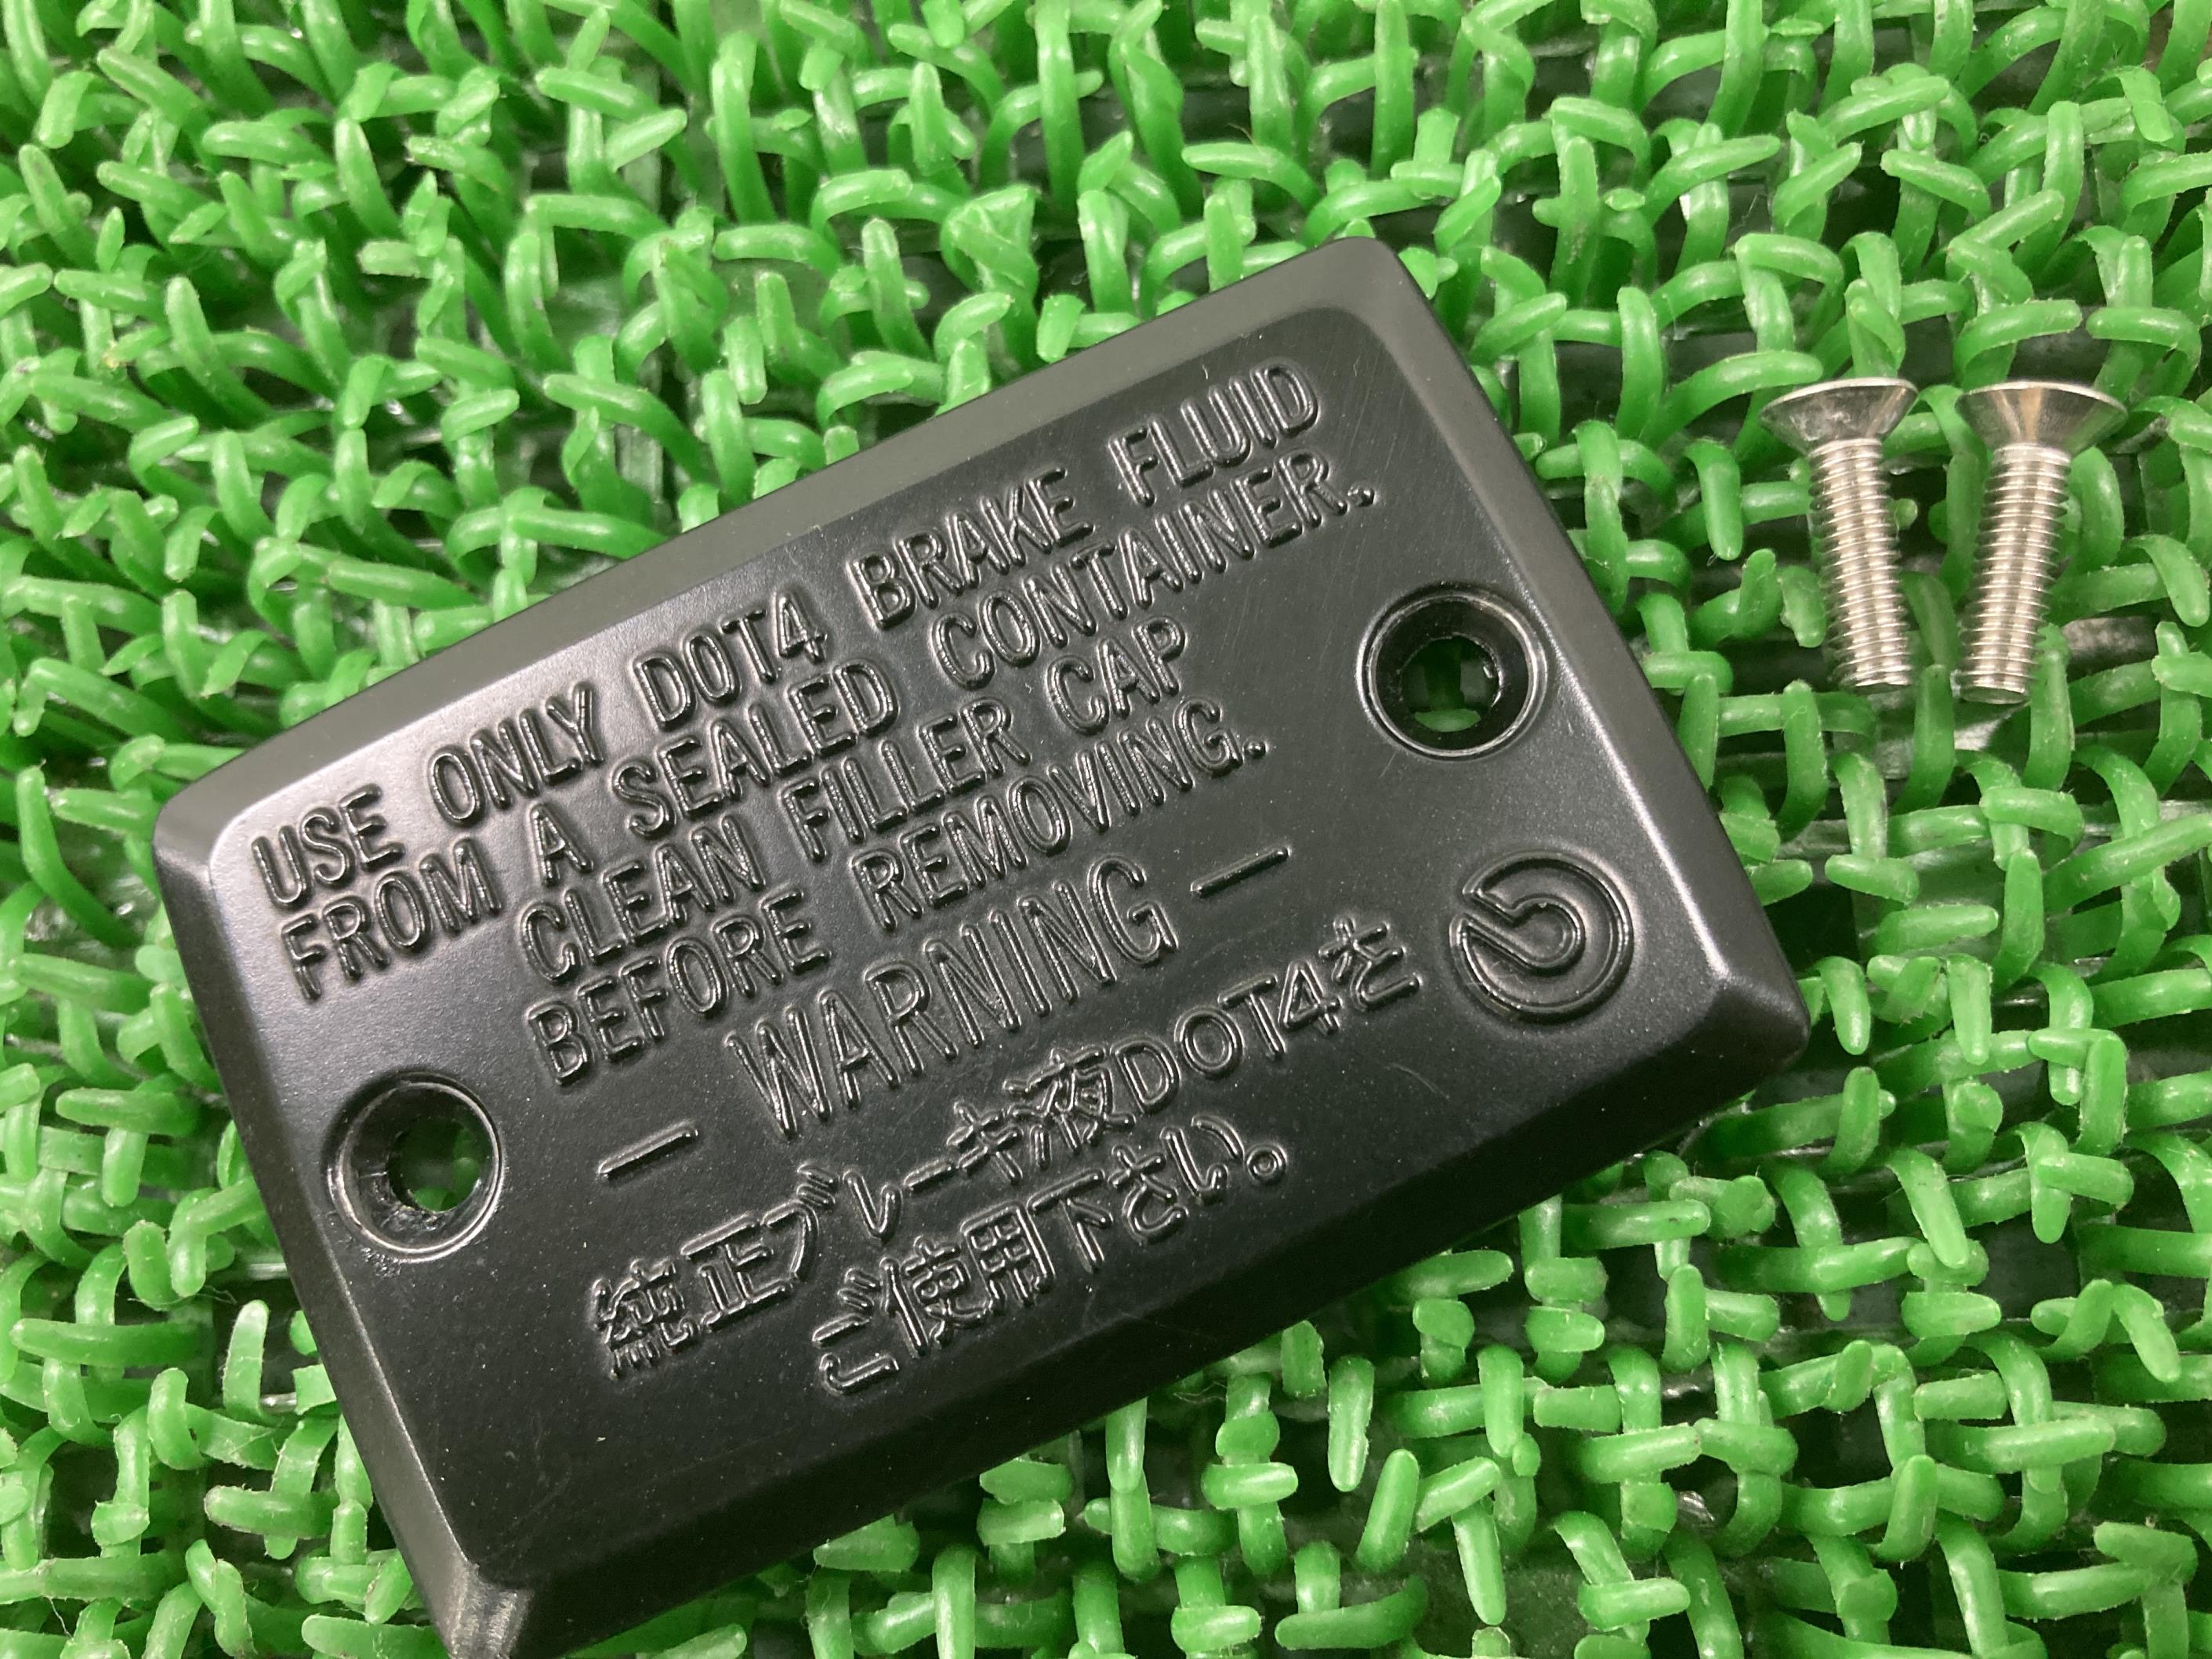 USE ONLY DOT4 BRAKE FLUID
FROM A SEALED CONTAINER.
CLEAN FILLER CAP
BEFORE REMOVING.
— WARNING —
純正ブレーキ液DOT4を
ご使用下さい。